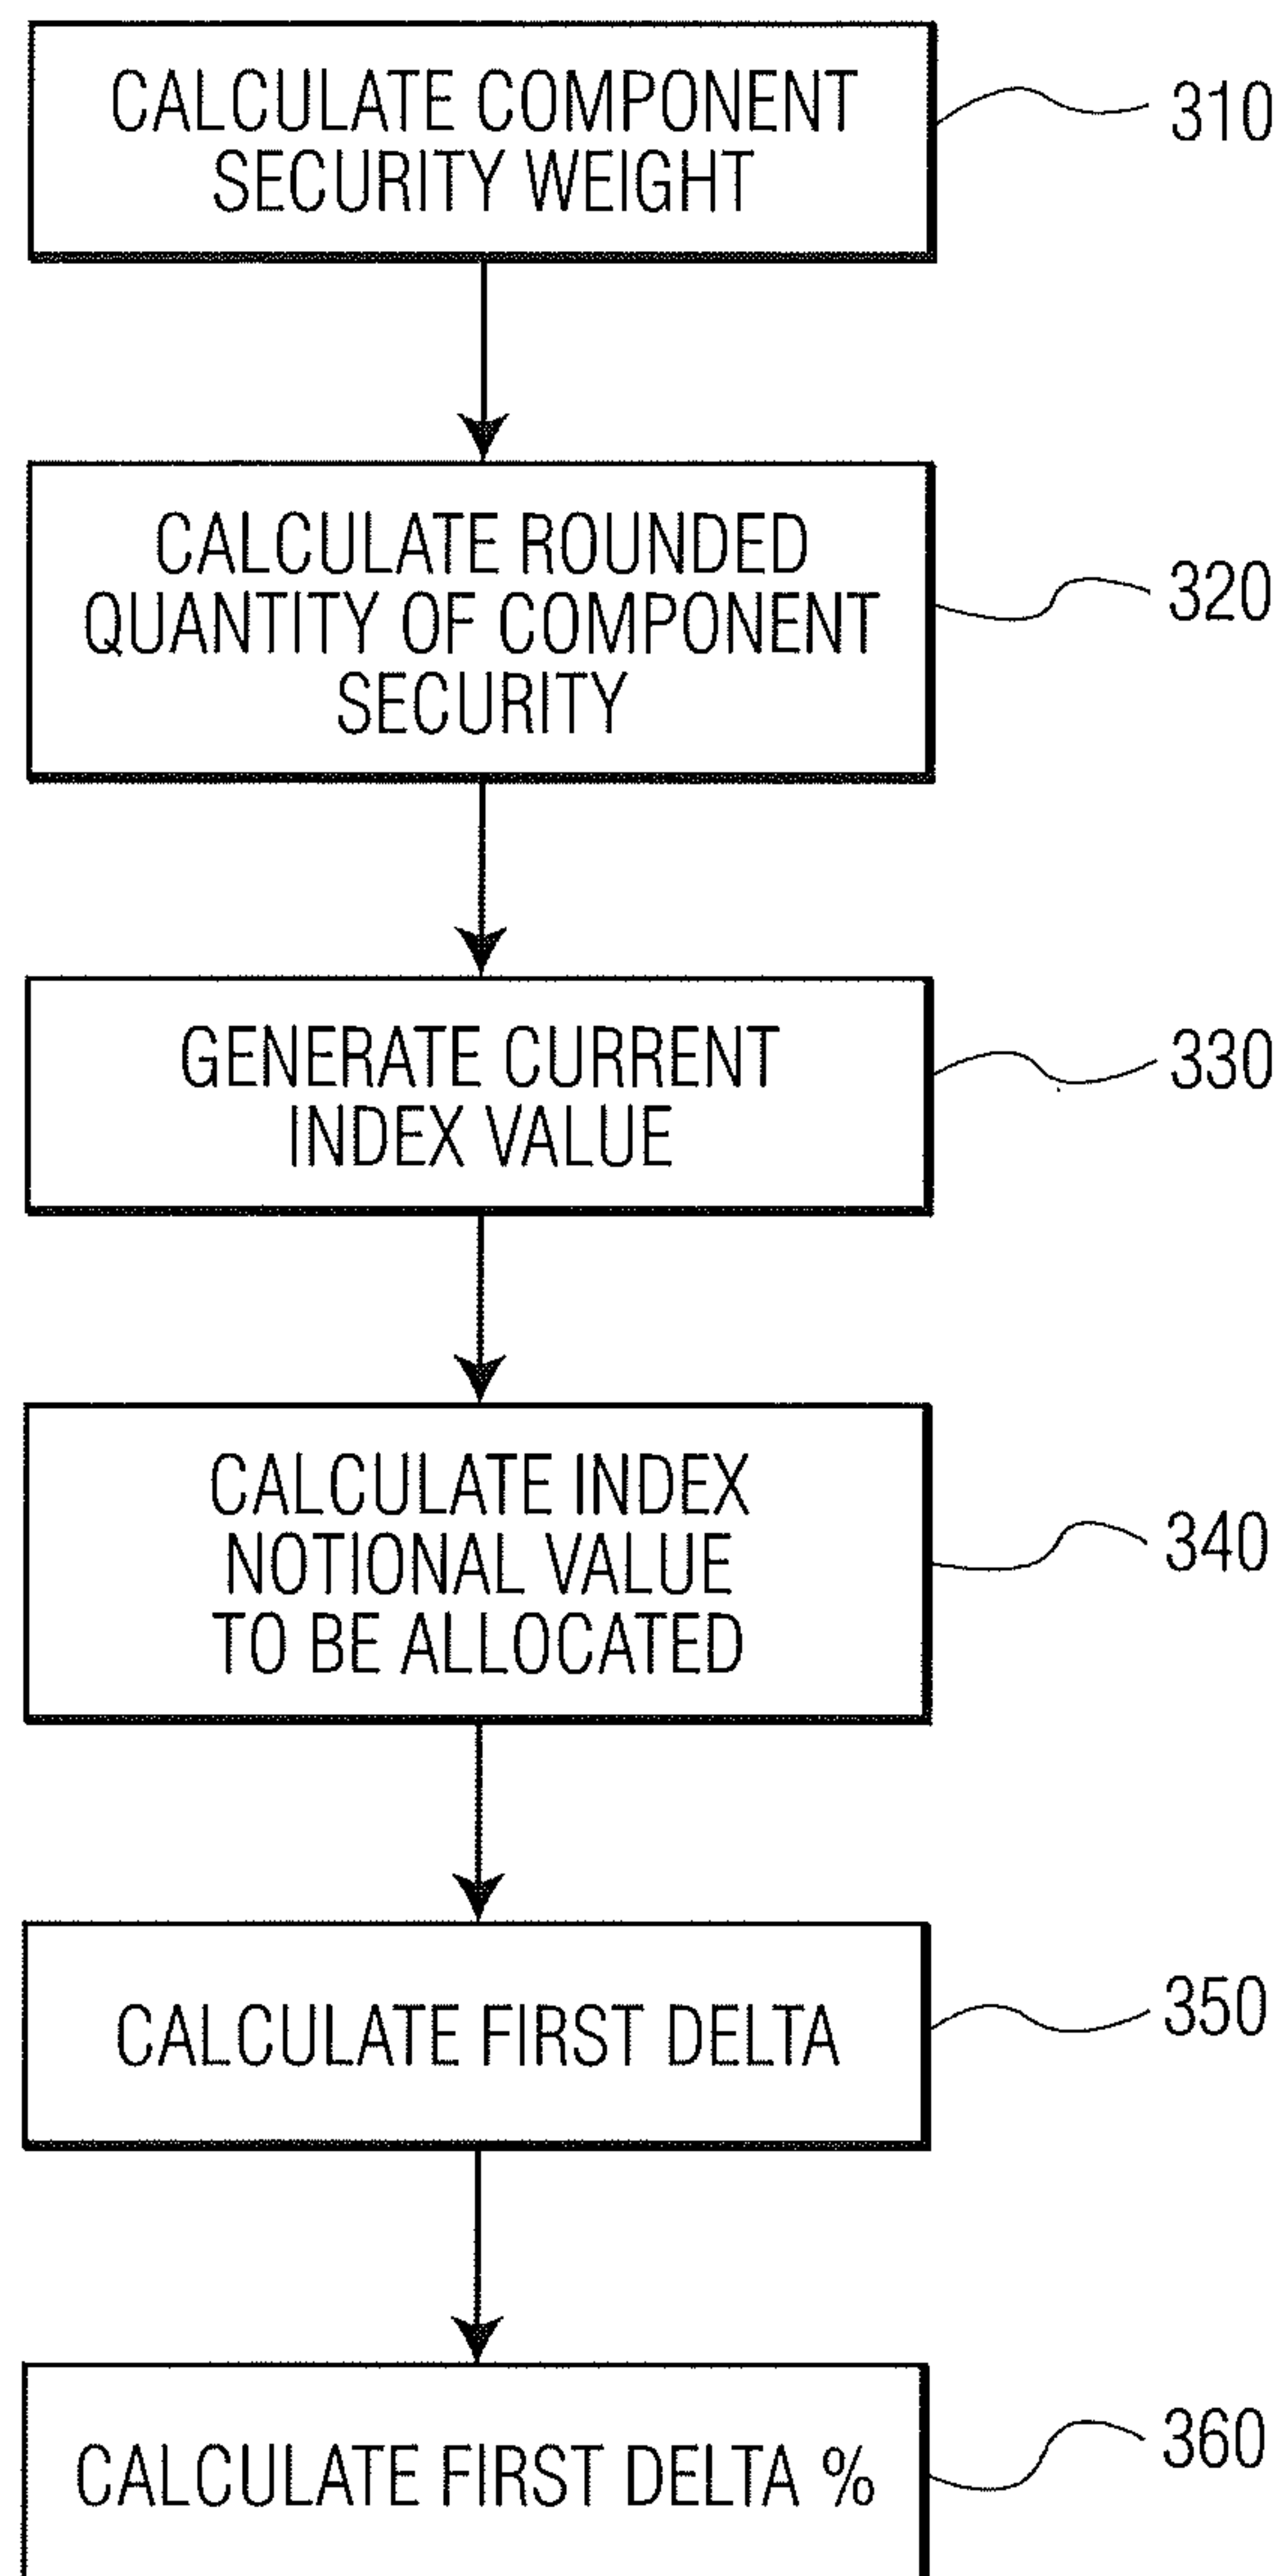 CALCULATE COMPONENT
SECURITY WEIGHT
310
CALCULATE ROUNDED
QUANTITY OF COMPONENT
SECURITY
320
GENERATE CURRENT
INDEX VALUE
330
CALCULATE INDEX
NOTIONAL VALUE
TO BE ALLOCATED
340
CALCULATE FIRST DELTA
350
CALCULATE FIRST DELTA %
360